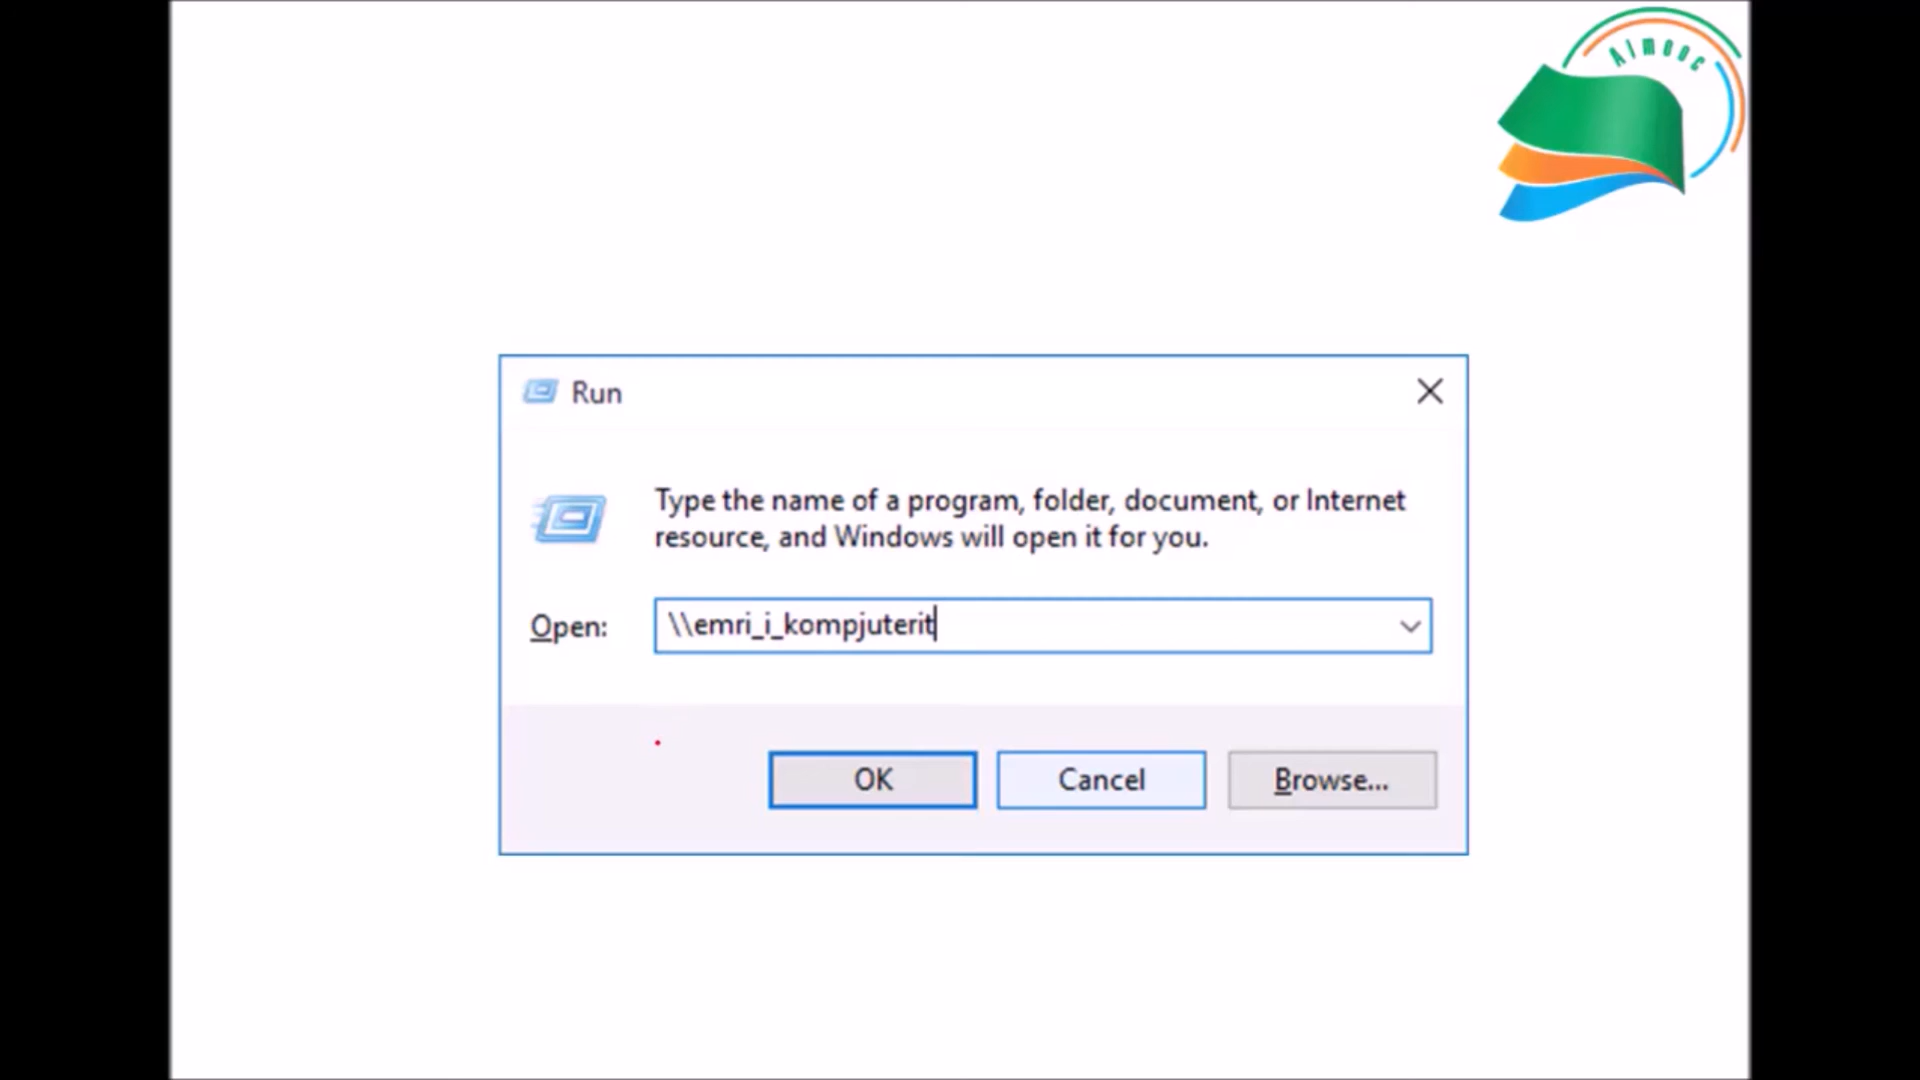 Almooc
Run
Type the name of a program, folder, document, or Internet
resource, and Windows will open it for you.
Open:
\\emri_i_kompjuterit
OK
Cancel
Browse...